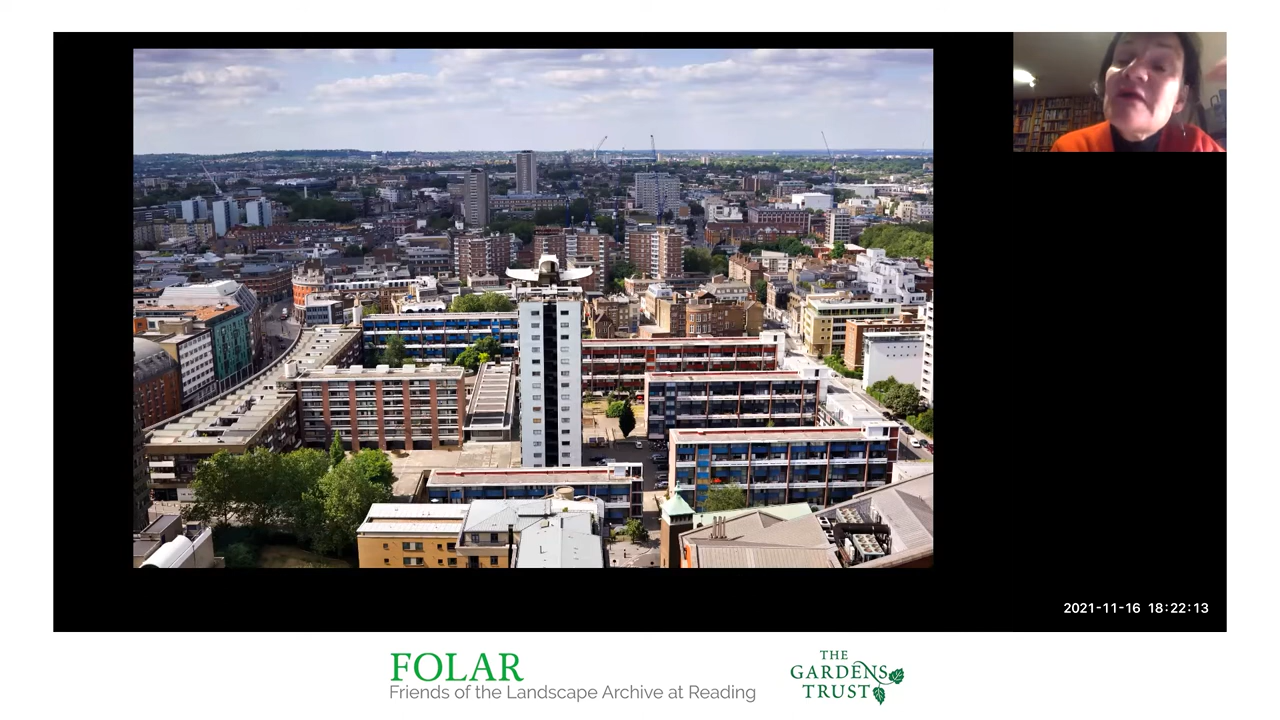 2021-11-16 18:22:13
FOLAR
Friends of the Landscape Archive at Reading
THE
GARDENS
TRUST